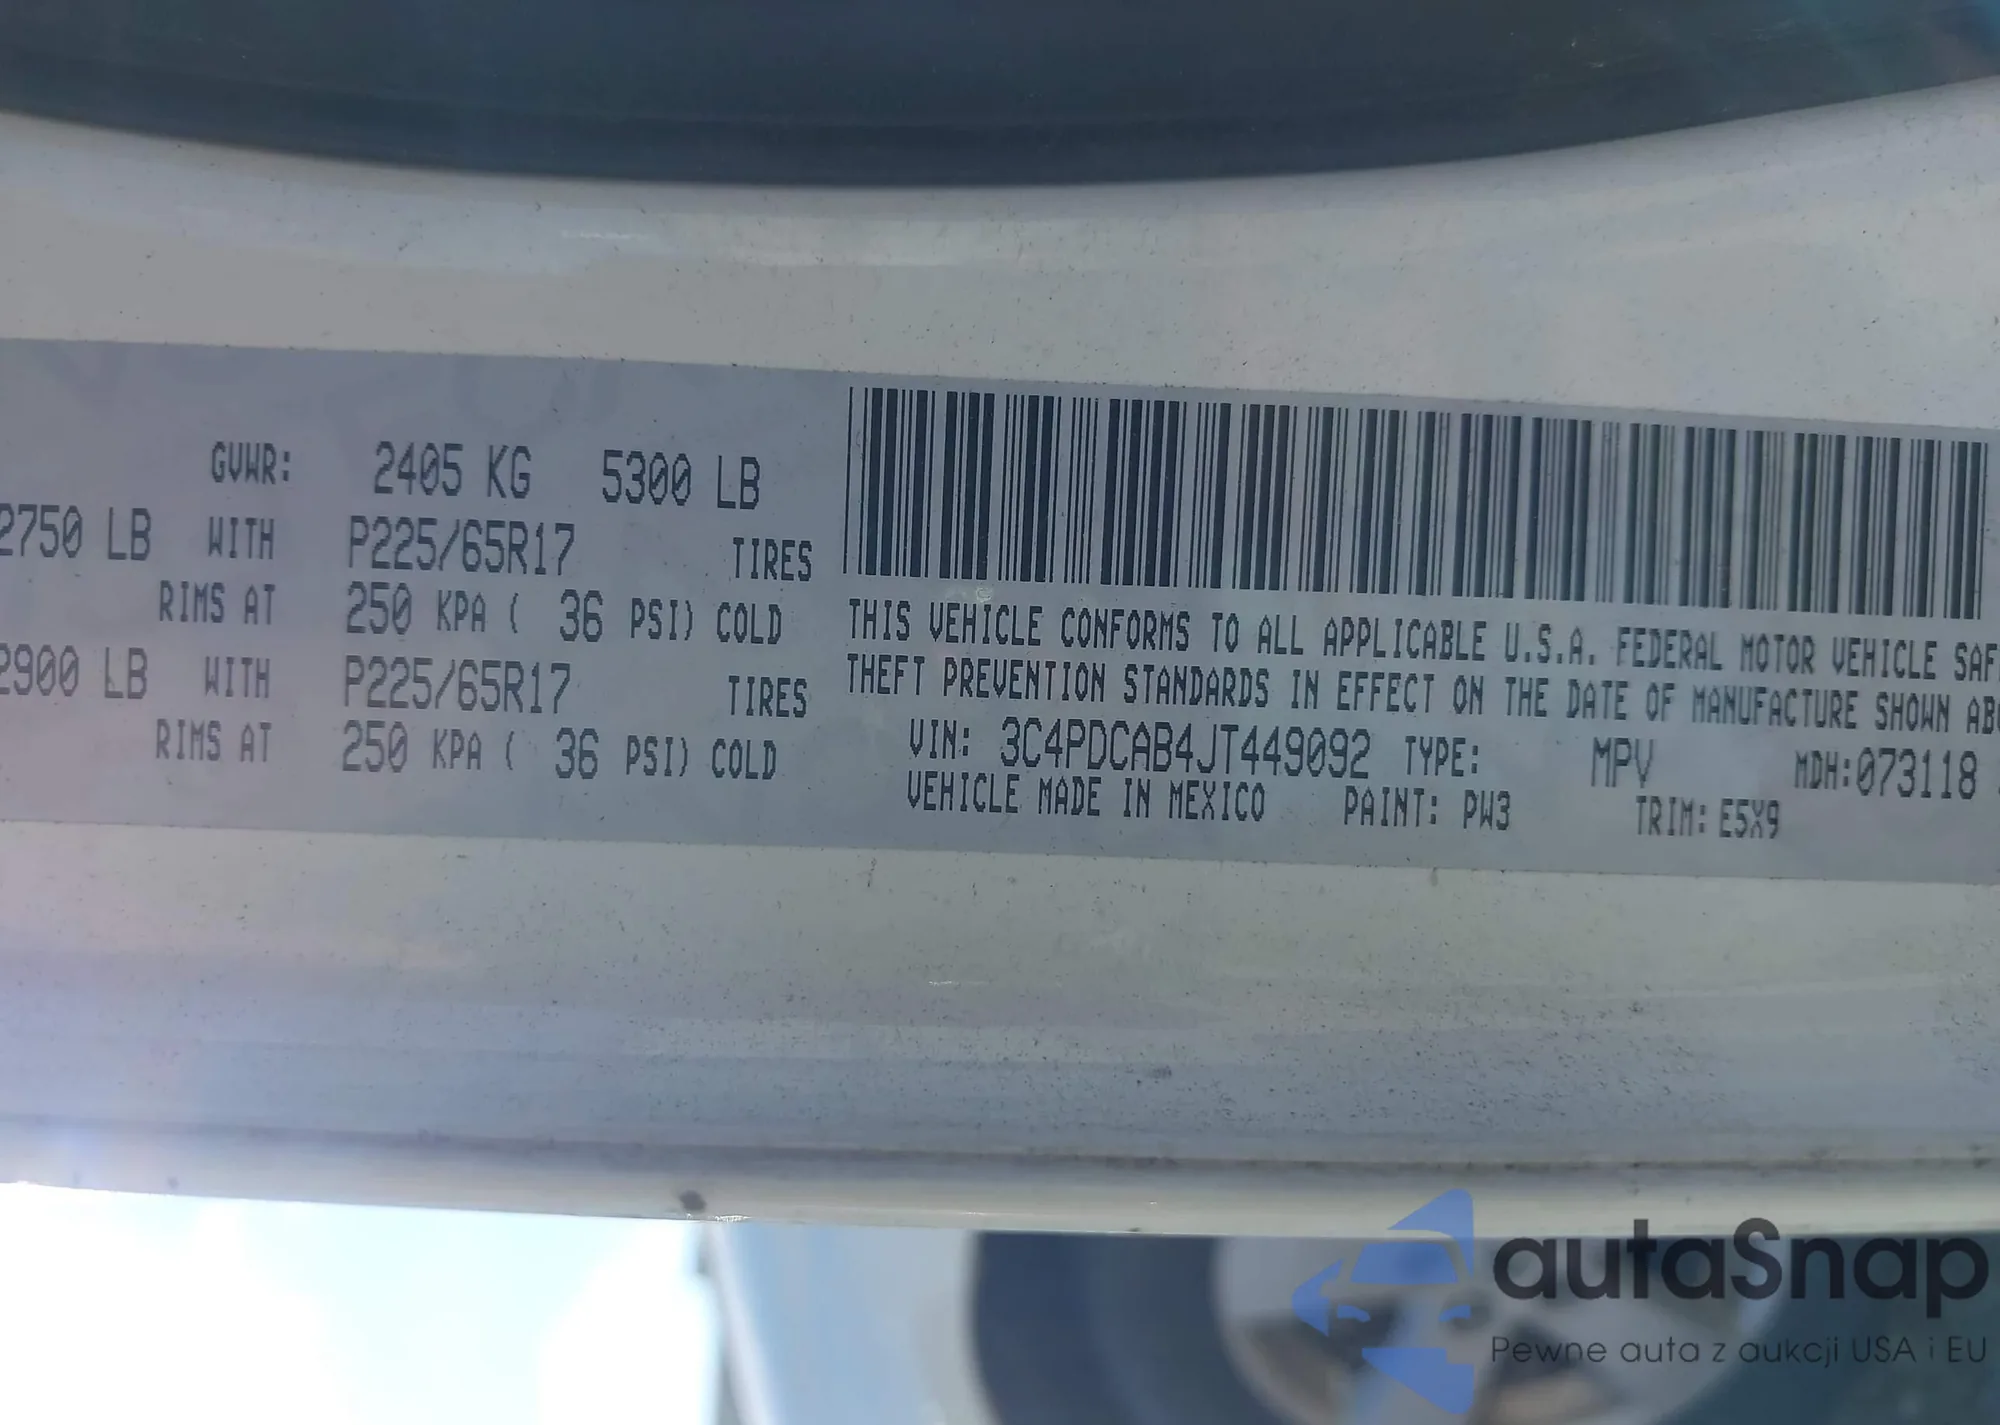 GVWR: 2405 KG 5300 LB
2750 LB WITH P225/65R17 TIRES
RIMS AT 250 KPA ( 36 PSI) COLD
2900 LB WITH P225/65R17 TIRES
RIMS AT 250 KPA ( 36 PSI) COLD
THIS VEHICLE CONFORMS TO ALL APPLICABLE U.S.A. FEDERAL MOTOR VEHICLE SAF
THEFT PREVENTION STANDARDS IN EFFECT ON THE DATE OF MANUFACTURE SHOWN ABO
VIN: 3C4PDCAB4JT449092 TYPE: MPV MDH:073118
VEHICLE MADE IN MEXICO PAINT: PW3 TRIM: E5X9
autaSnap
Pewne auta z aukcji USA i EU